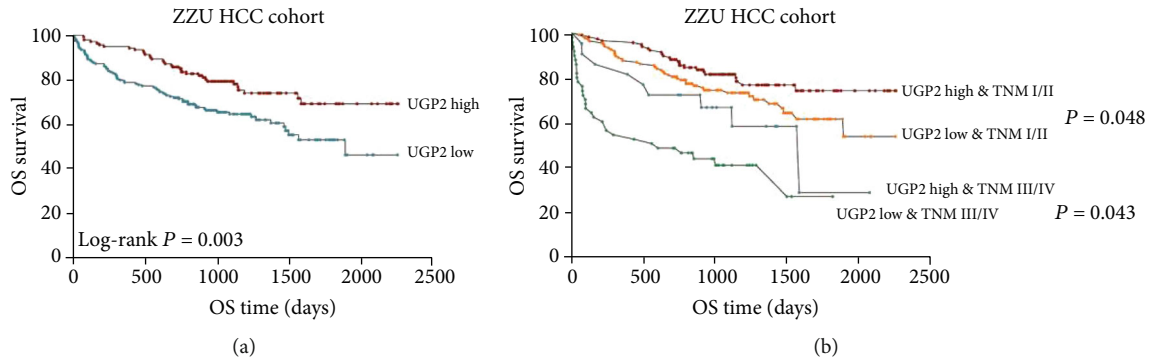 ZZU HCC cohort
OS survival
100
80
60
40
20
0
UGP2 high
UGP2 low
Log-rank P = 0.003
0 500 1000 1500 2000 2500
OS time (days)
(a)
ZZU HCC cohort
OS survival
100
80
60
40
20
0
UGP2 high & TNM I/II
P = 0.048
UGP2 low & TNM I/II
UGP2 high & TNM III/IV
UGP2 low & TNM III/IV
P = 0.043
0 500 1000 1500 2000 2500
OS time (days)
(b)